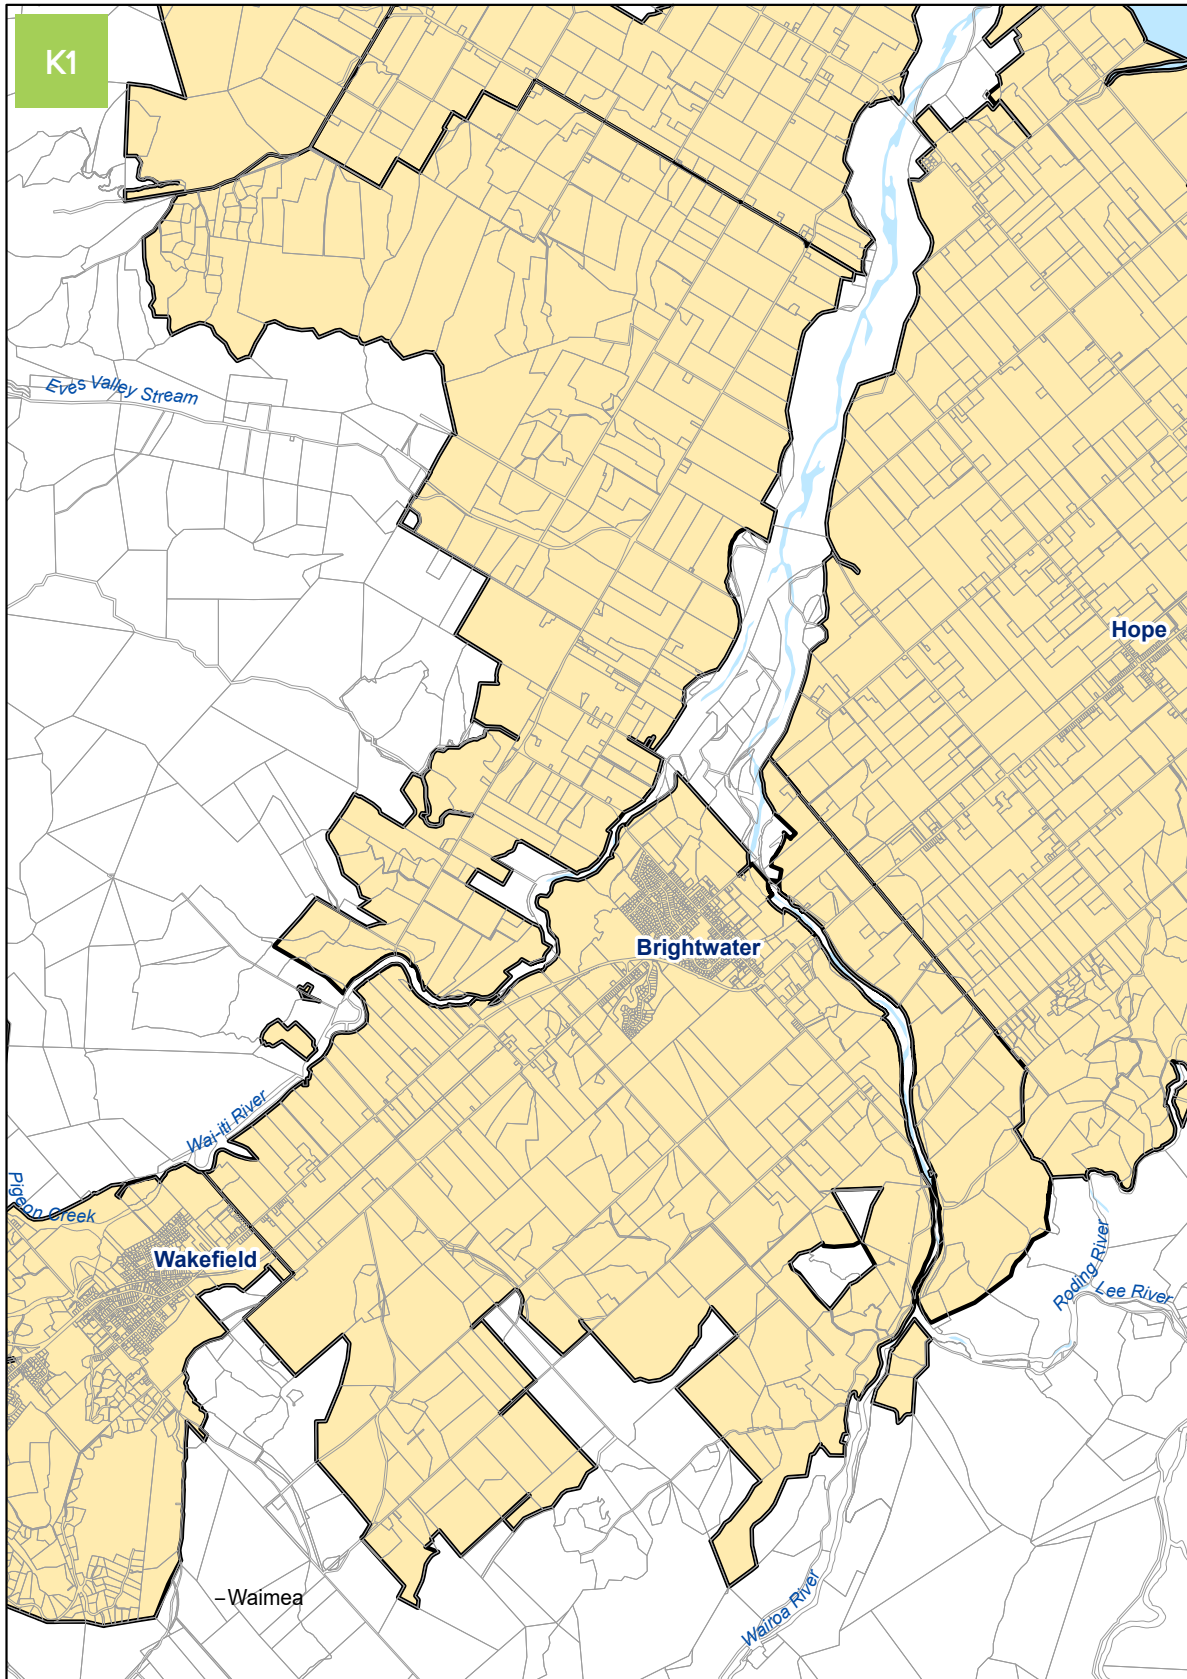 K1
Eves Valley Stream
Hope
Brightwater
Wai-iti River
Pigeon Creek
Wakefield
Roding River
Lee River
Waimea
Wairoa River